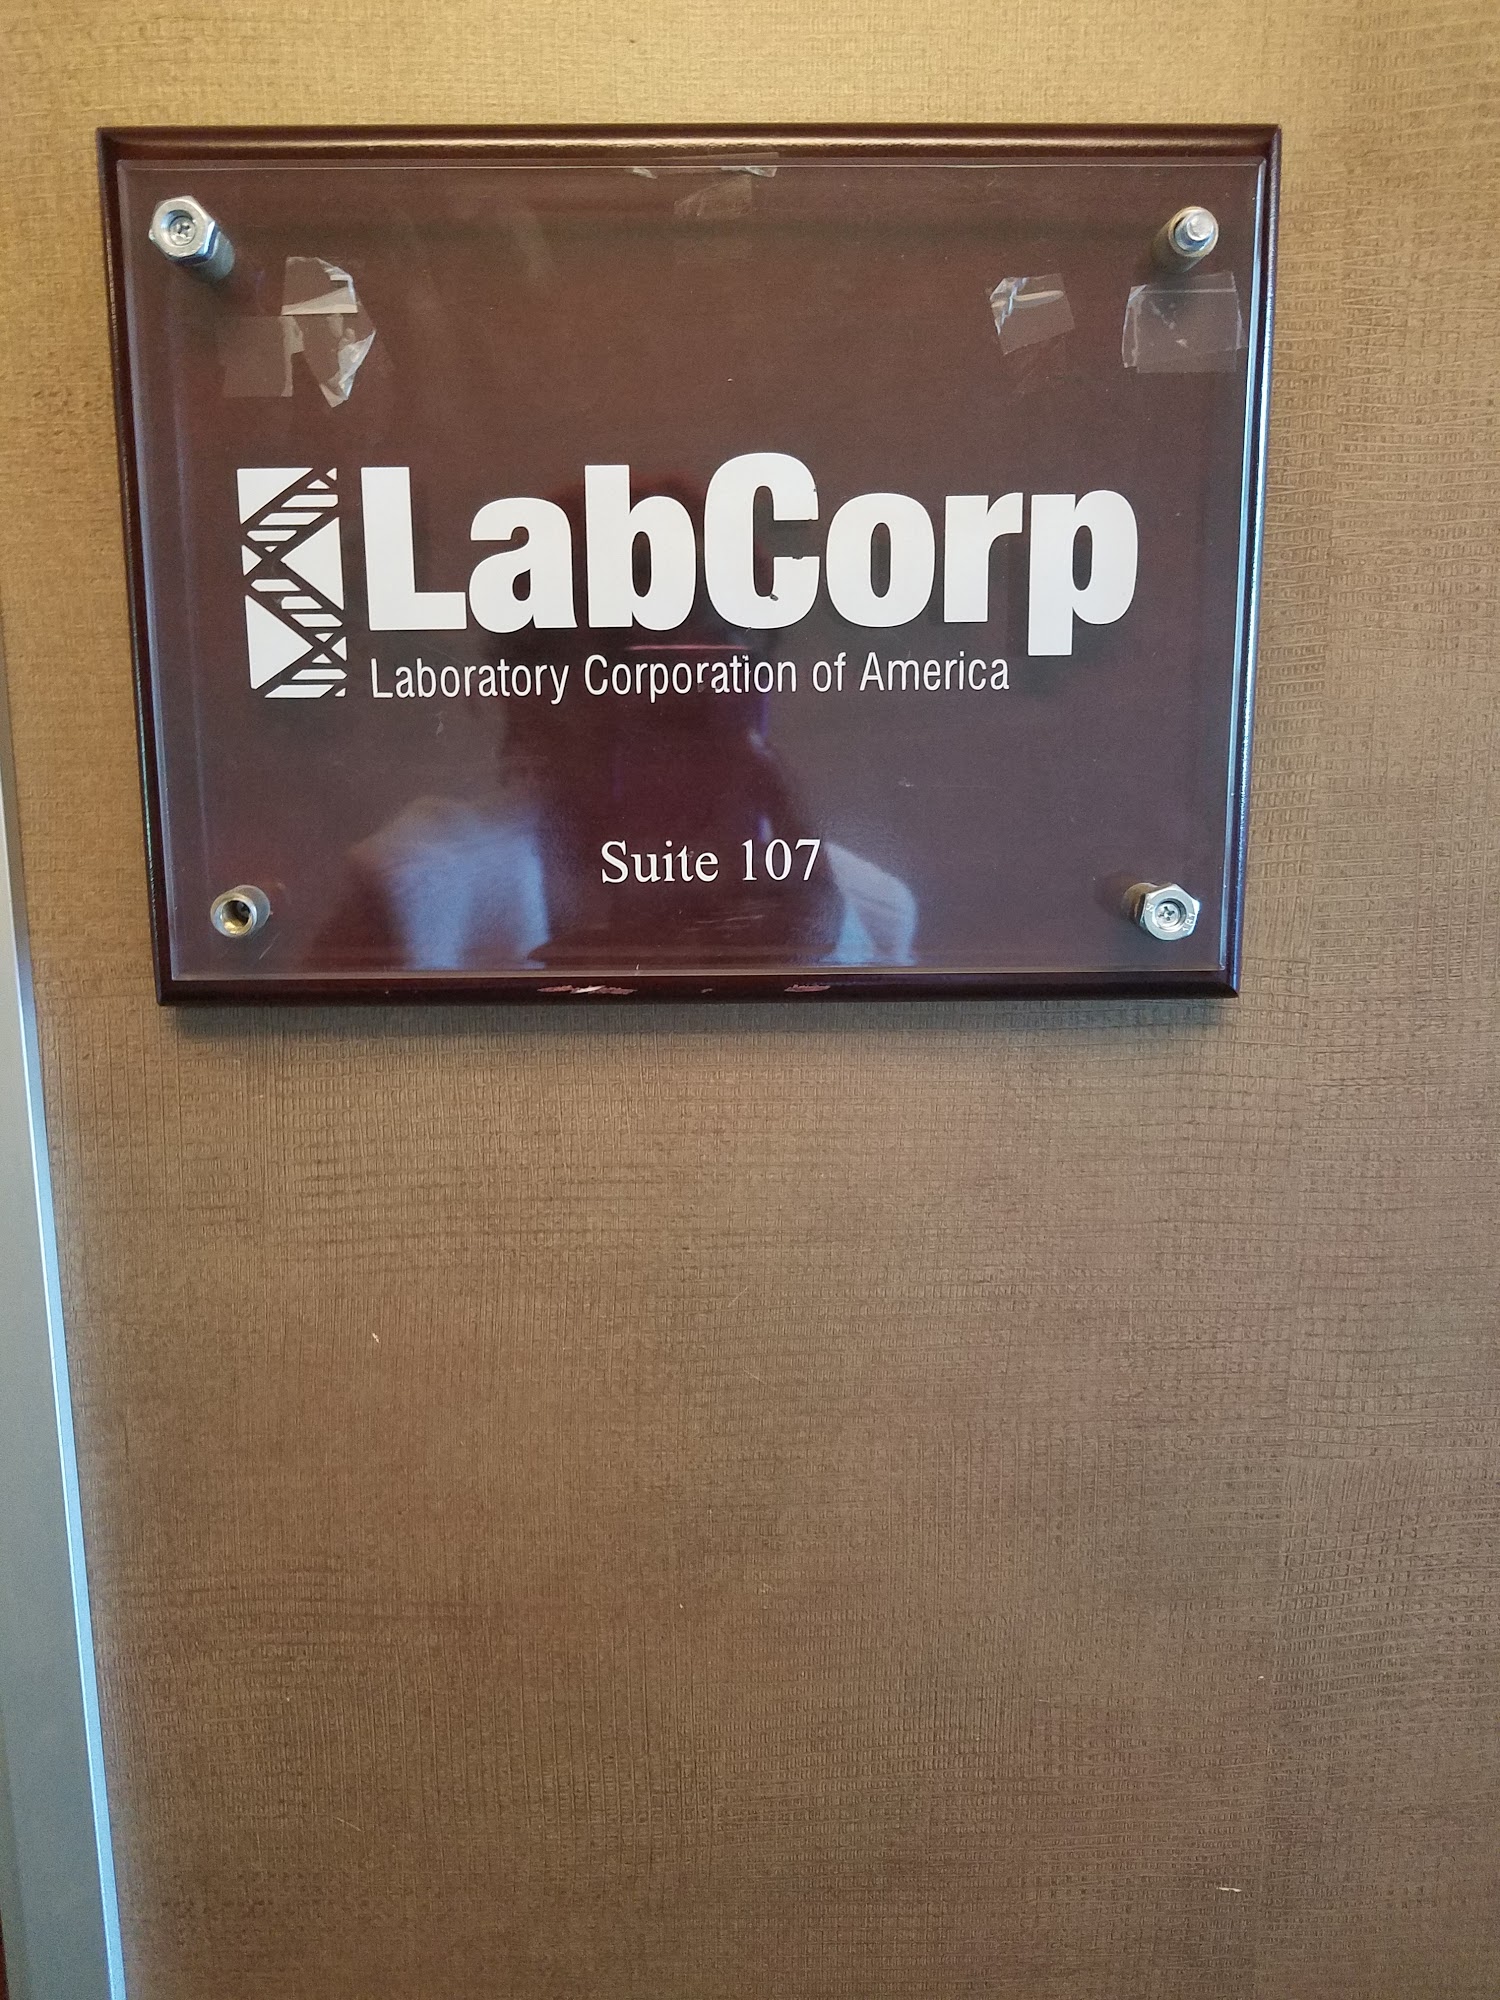 LabCorp
Laboratory Corporation of America
Suite 107